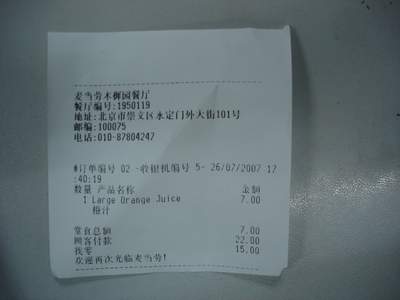 麦当劳木樨园餐厅
餐厅编号:1950119
地址:北京市崇文区永定门外大街101号
邮编:100075
电话:010-87804247
#订单编号 02 -收银机编号 5- 26/07/2007 17
:40:19
数量 产品名称 金额
1 Large Orange Juice 7.00
橙汁
堂食总额 7.00
顾客付款 22.00
找零 15.00
欢迎再次光临麦当劳!